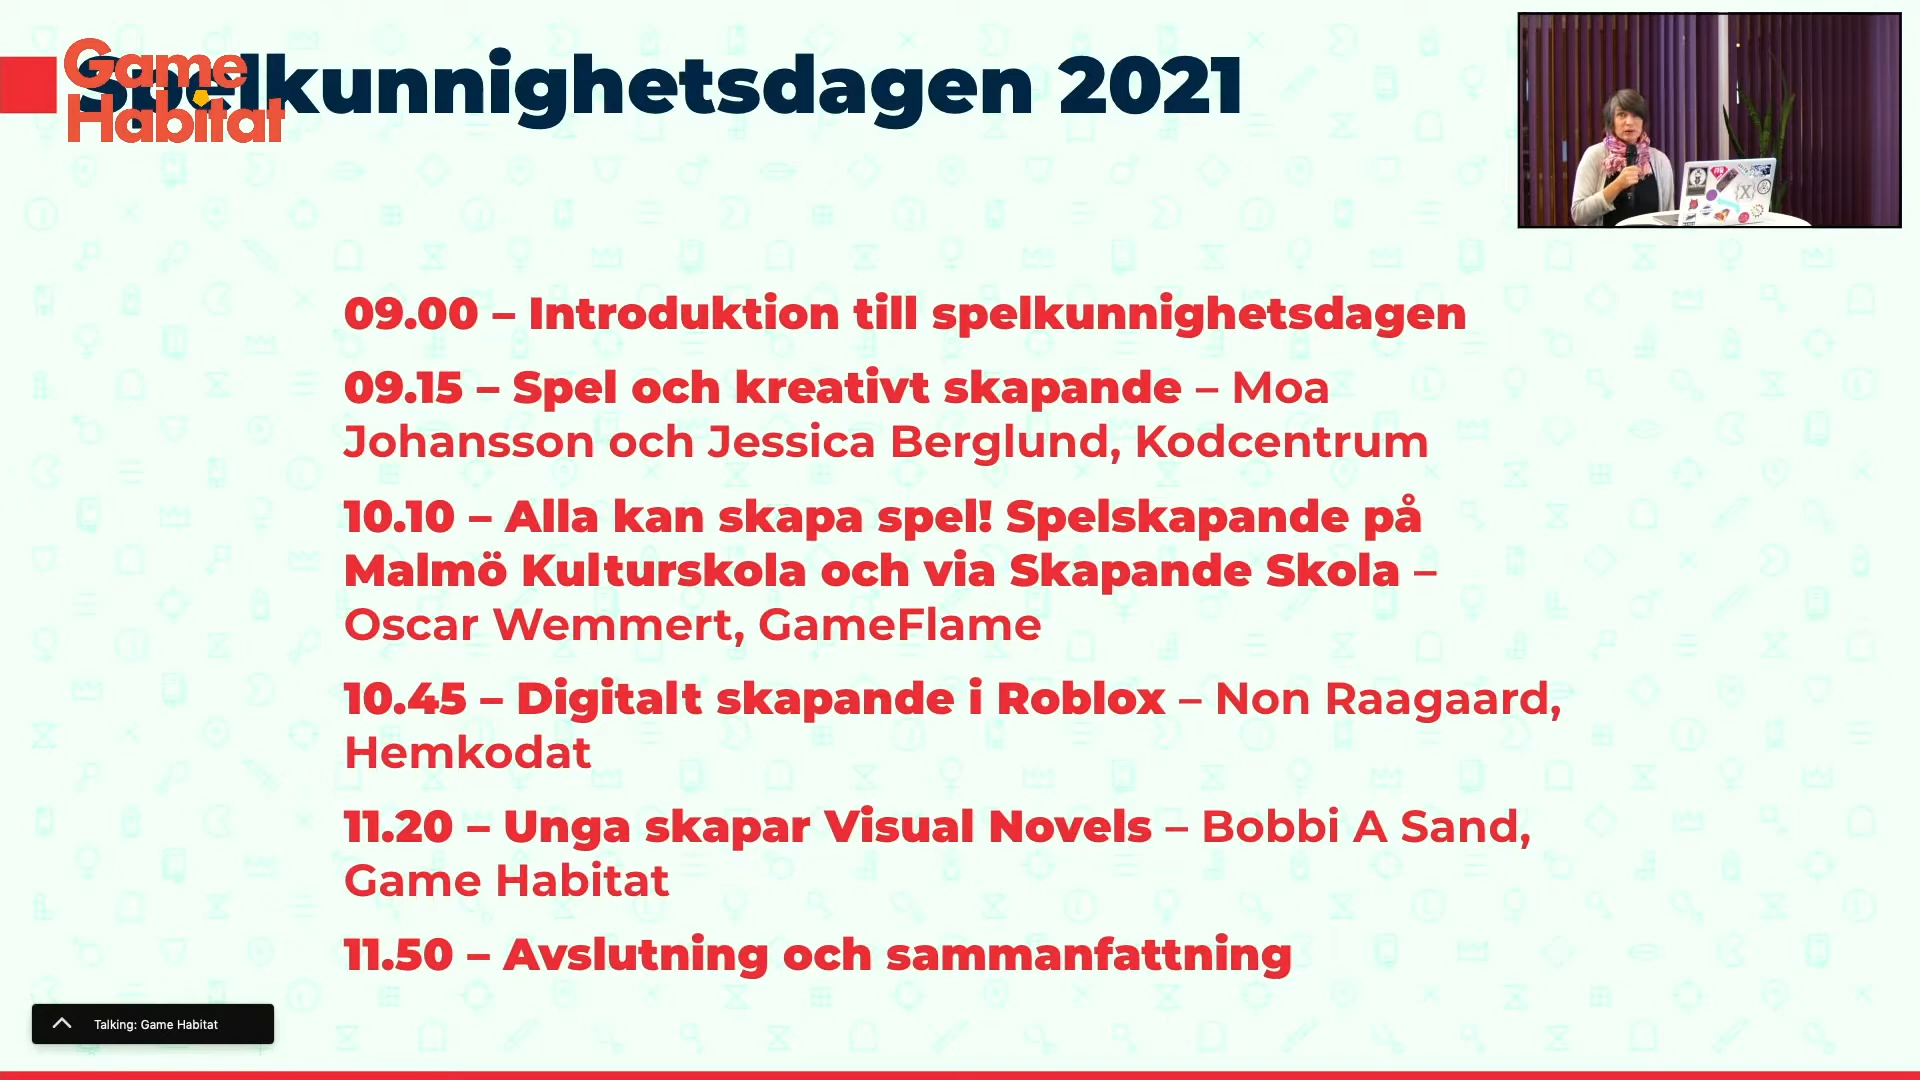 Game
Habitat
Spelkunnighetsdagen 2021
09.00 – Introduktion till spelkunnighetsdagen
09.15 – Spel och kreativt skapande – Moa
Johansson och Jessica Berglund, Kodcentrum
10.10 – Alla kan skapa spel! Spelskapande på
Malmö Kulturskola och via Skapande Skola –
Oscar Wemmert, GameFlame
10.45 – Digitalt skapande i Roblox – Non Raagaard,
Hemkodat
11.20 – Unga skapar Visual Novels – Bobbi A Sand,
Game Habitat
11.50 – Avslutning och sammanfattning
Talking: Game Habitat